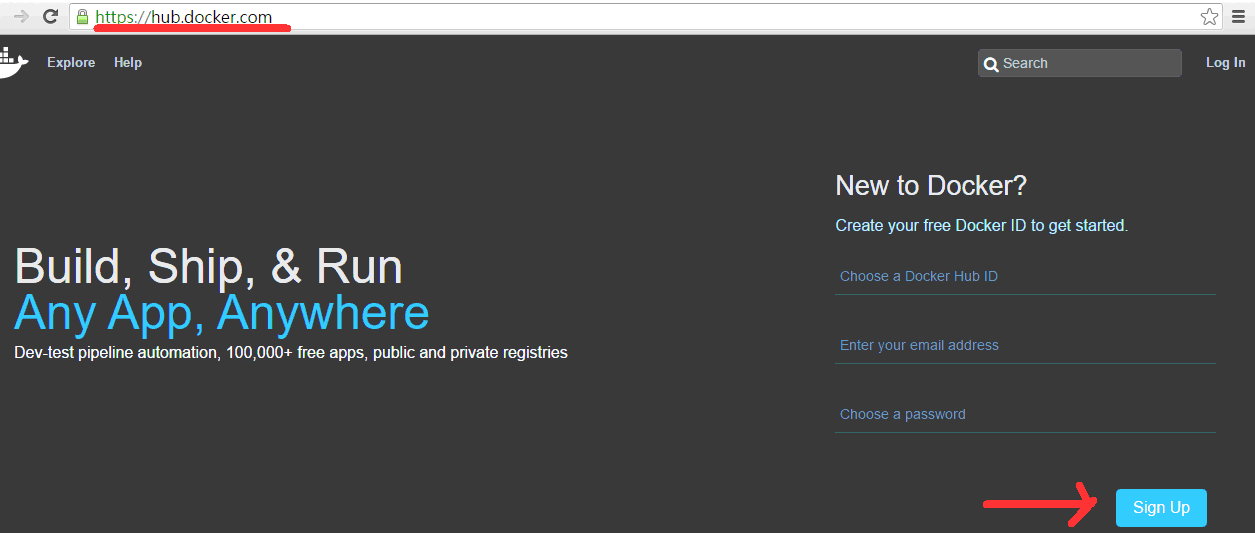 https://hub.docker.com
Explore Help Search Log In
New to Docker?
Create your free Docker ID to get started.
Choose a Docker Hub ID
Enter your email address
Choose a password
Sign Up
Build, Ship, & Run
Any App, Anywhere
Dev-test pipeline automation, 100,000+ free apps, public and private registries